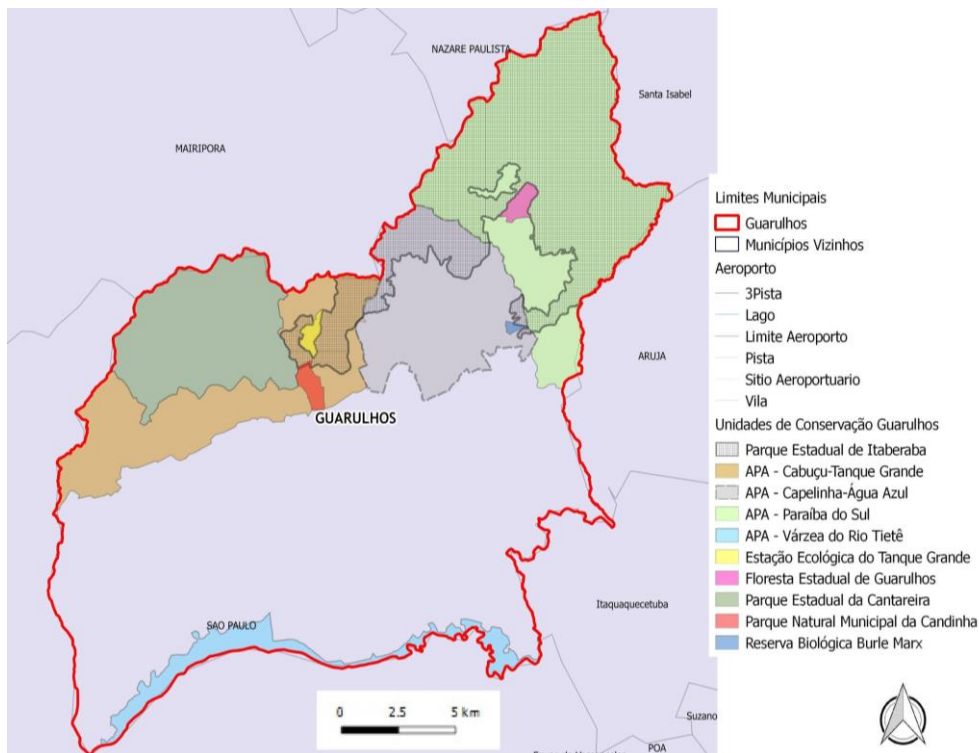 NAZARE PAULISTA
Santa Isabel
MAIRIPORA
ARUJA
GUARULHOS
Itaquaquecetuba
SAO PAULO
Suzano
POA
0 2.5 5 km
Limites Municipais
Guarulhos
Municípios Vizinhos
Aeroporto
3Pista
Lago
Limite Aeroporto
Pista
Sitio Aeroportuario
Vila
Unidades de Conservação Guarulhos
Parque Estadual de Itaberaba
APA - Cabuçu-Tanque Grande
APA - Capelinha-Água Azul
APA - Paraíba do Sul
APA - Várzea do Rio Tietê
Estação Ecológica do Tanque Grande
Floresta Estadual de Guarulhos
Parque Estadual da Cantareira
Parque Natural Municipal da Candinha
Reserva Biológica Burle Marx